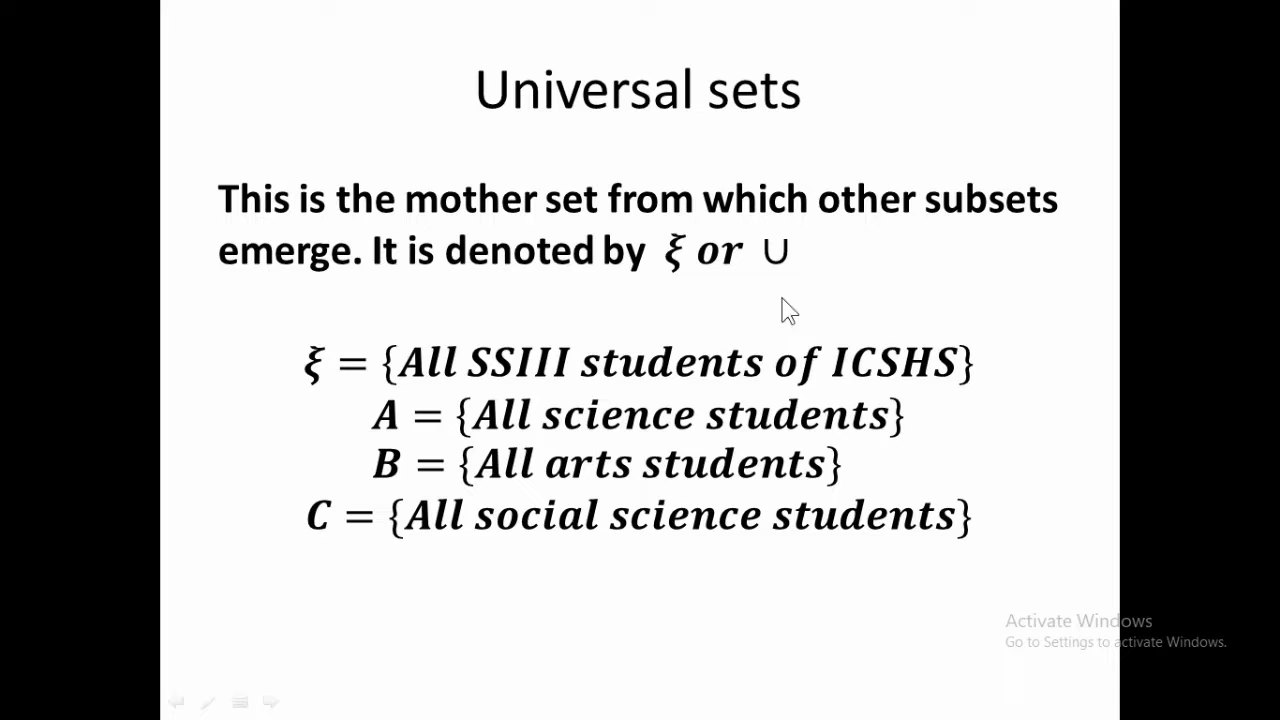 Universal sets
This is the mother set from which other subsets
emerge. It is denoted by ξ or ∪
ξ = {All SSIII students of ICSHS}
A = {All science students}
B = {All arts students}
C = {All social science students}
Activate Windows
Go to Settings to activate Windows.